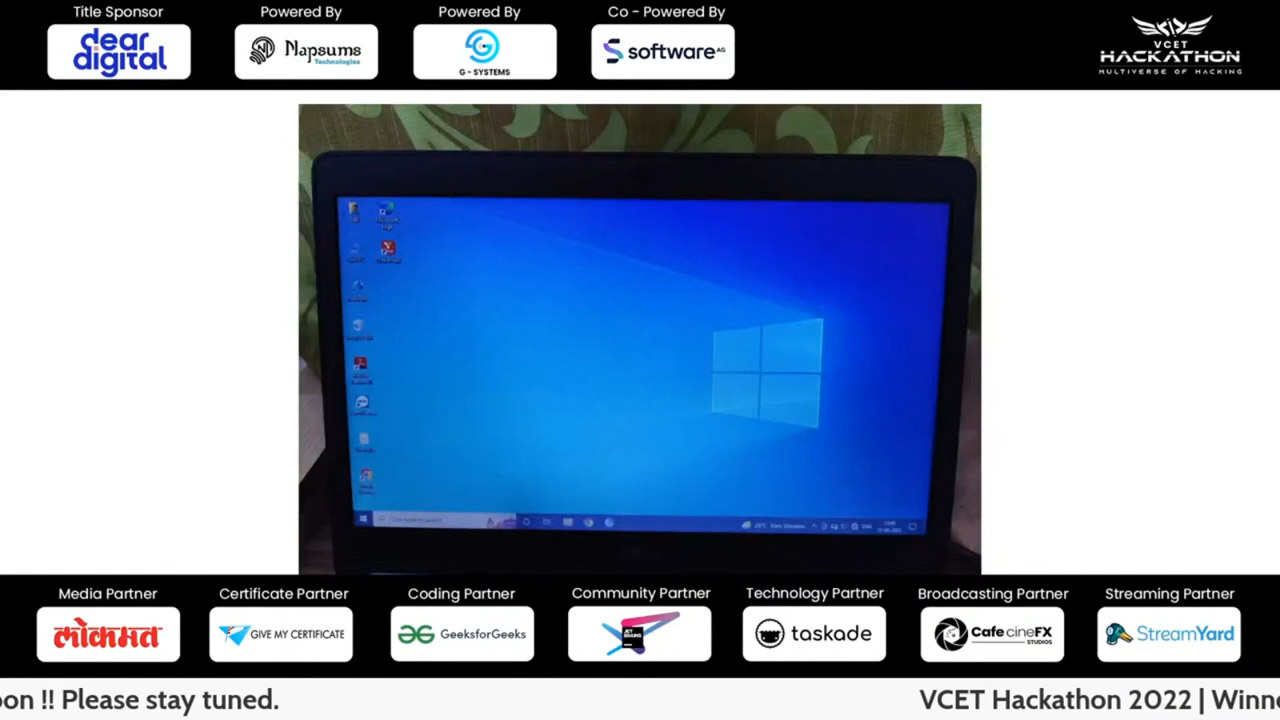 Title Sponsor
Powered By
Powered By
Co - Powered By
dear
digital
Napsums
Technologies
G - SYSTEMS
software AG
VCET
HACKATHON
MULTIVERSE OF HACKING
Media Partner
Certificate Partner
Coding Partner
Community Partner
Technology Partner
Broadcasting Partner
Streaming Partner
लोकमत
GIVE MY CERTIFICATE
GeeksforGeeks
JET
BRAINS
taskade
Cafe cineFX
STUDIOS
StreamYard
oon !! Please stay tuned.
VCET Hackathon 2022 | Winne